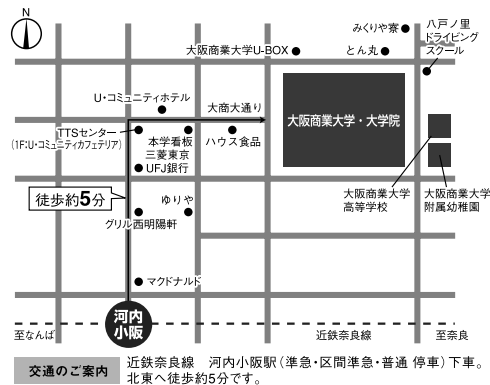 N
みくりや寮
八戸ノ里
ドライビング
スクール
大阪商業大学U-BOX
とん丸
U・コミュニティホテル
大商大通り
大阪商業大学・大学院
TTSセンター
(1F:U・コミュニティカフェテリア)
本学看板
ハウス食品
三菱東京
UFJ銀行
徒歩約5分
ゆりや
大阪商業大学
高等学校
大阪商業大学
附属幼稚園
グリル西明陽軒
マクドナルド
河内
小阪
至なんば
近鉄奈良線
至奈良
交通のご案内
近鉄奈良線 河内小阪駅(準急・区間準急・普通 停車)下車。
北東へ徒歩約5分です。